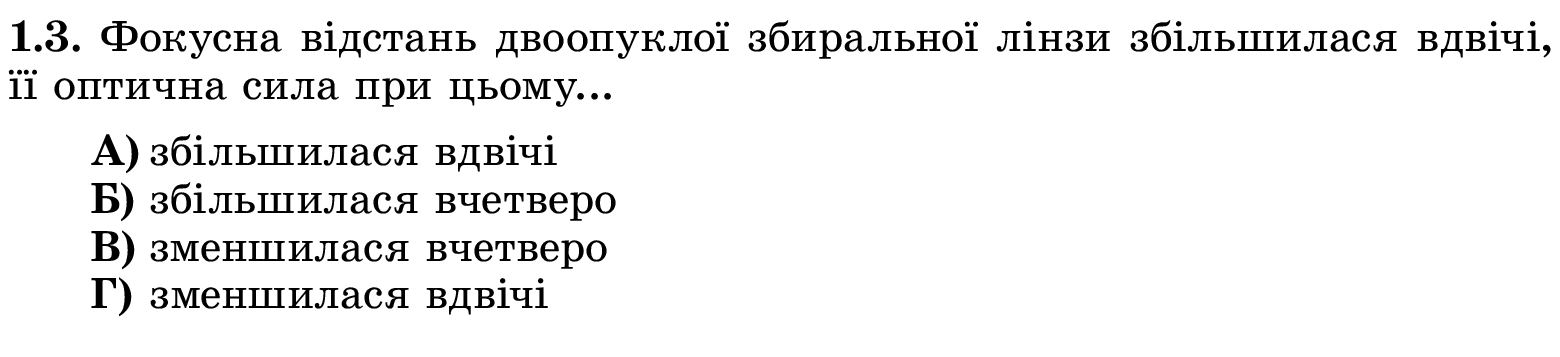 1.3. Фокусна відстань двоопуклої збиральної лінзи збільшилася вдвічі,
її оптична сила при цьому...
А) збільшилася вдвічі
Б) збільшилася вчетверо
В) зменшилася вчетверо
Г) зменшилася вдвічі